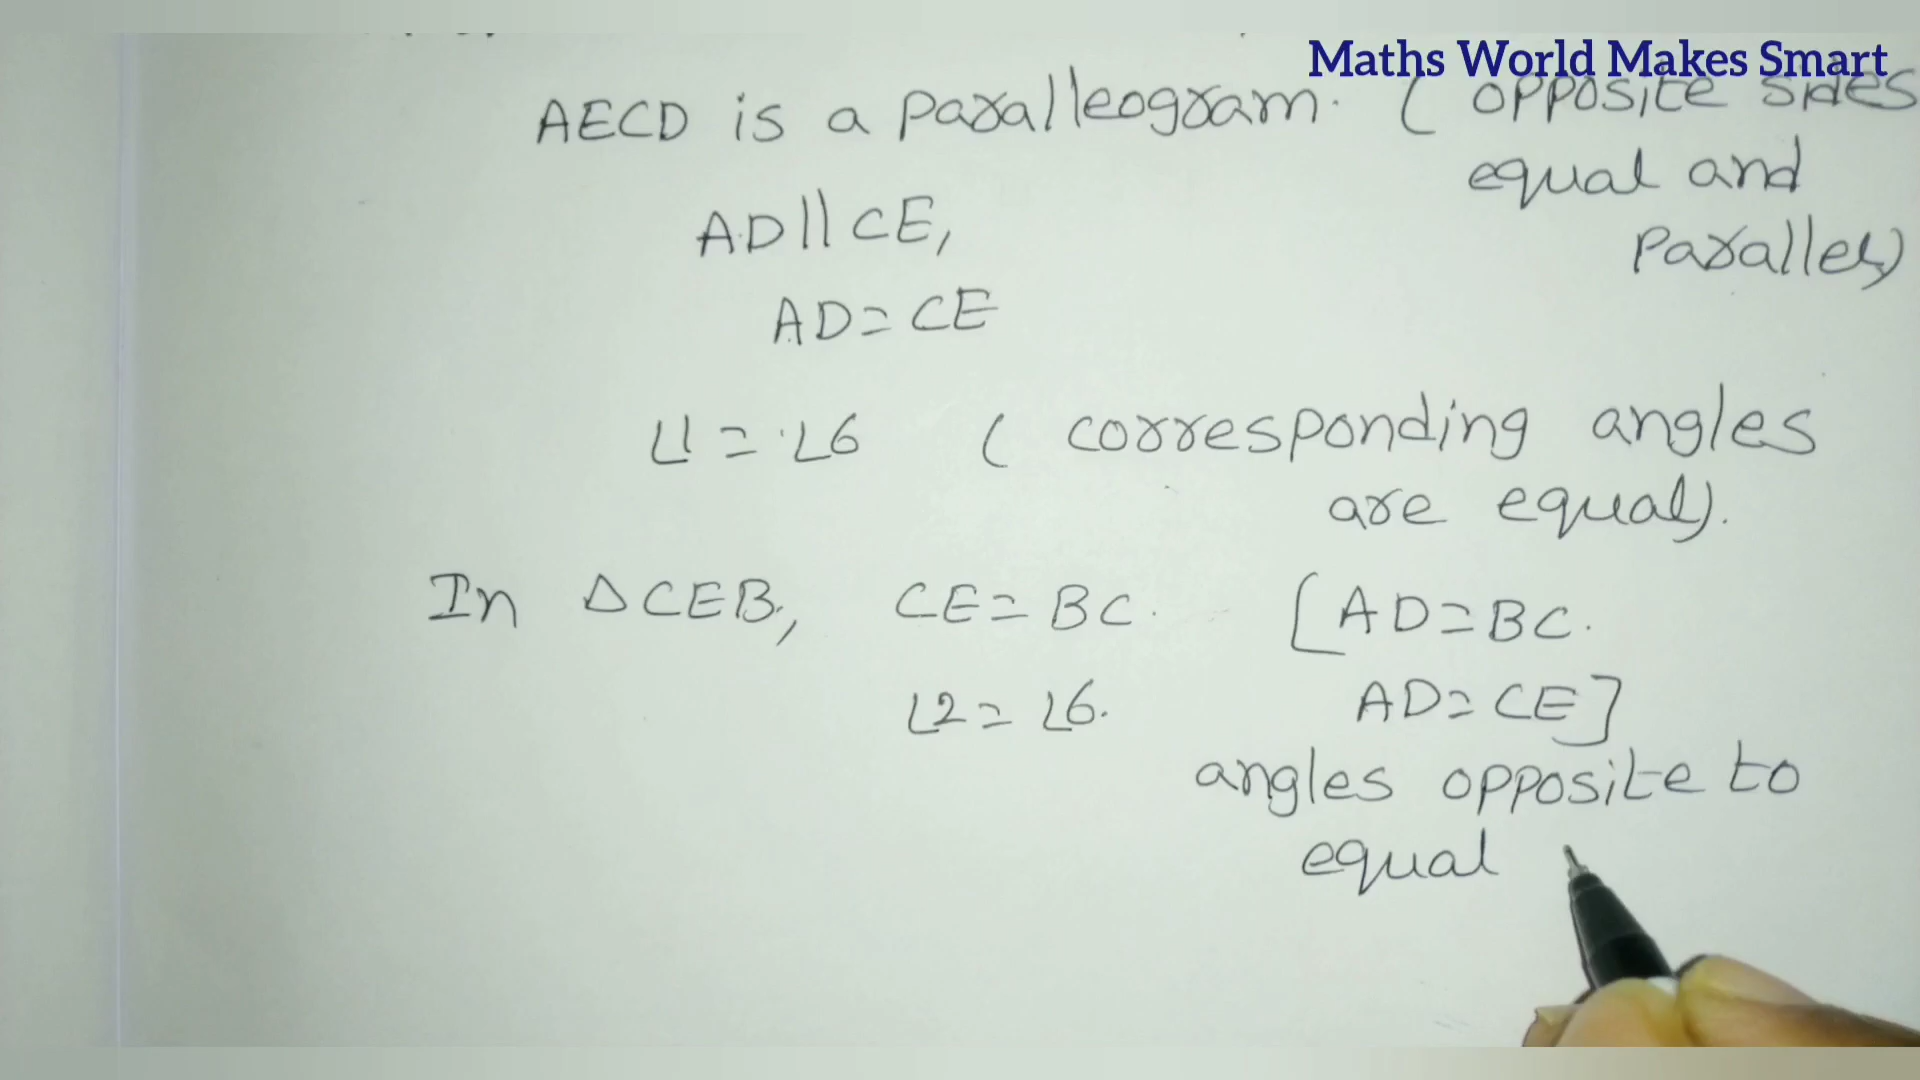 Maths World Makes Smart
AECD is a paralleogram. ( opposite sides
equal and
parallel)
AD||CE,
AD=CE
∠1=∠6 ( corresponding angles
are equal).
In ΔCEB, CE=BC. [AD=BC.
∠2=∠6. AD=CE]
angles opposite to
equal